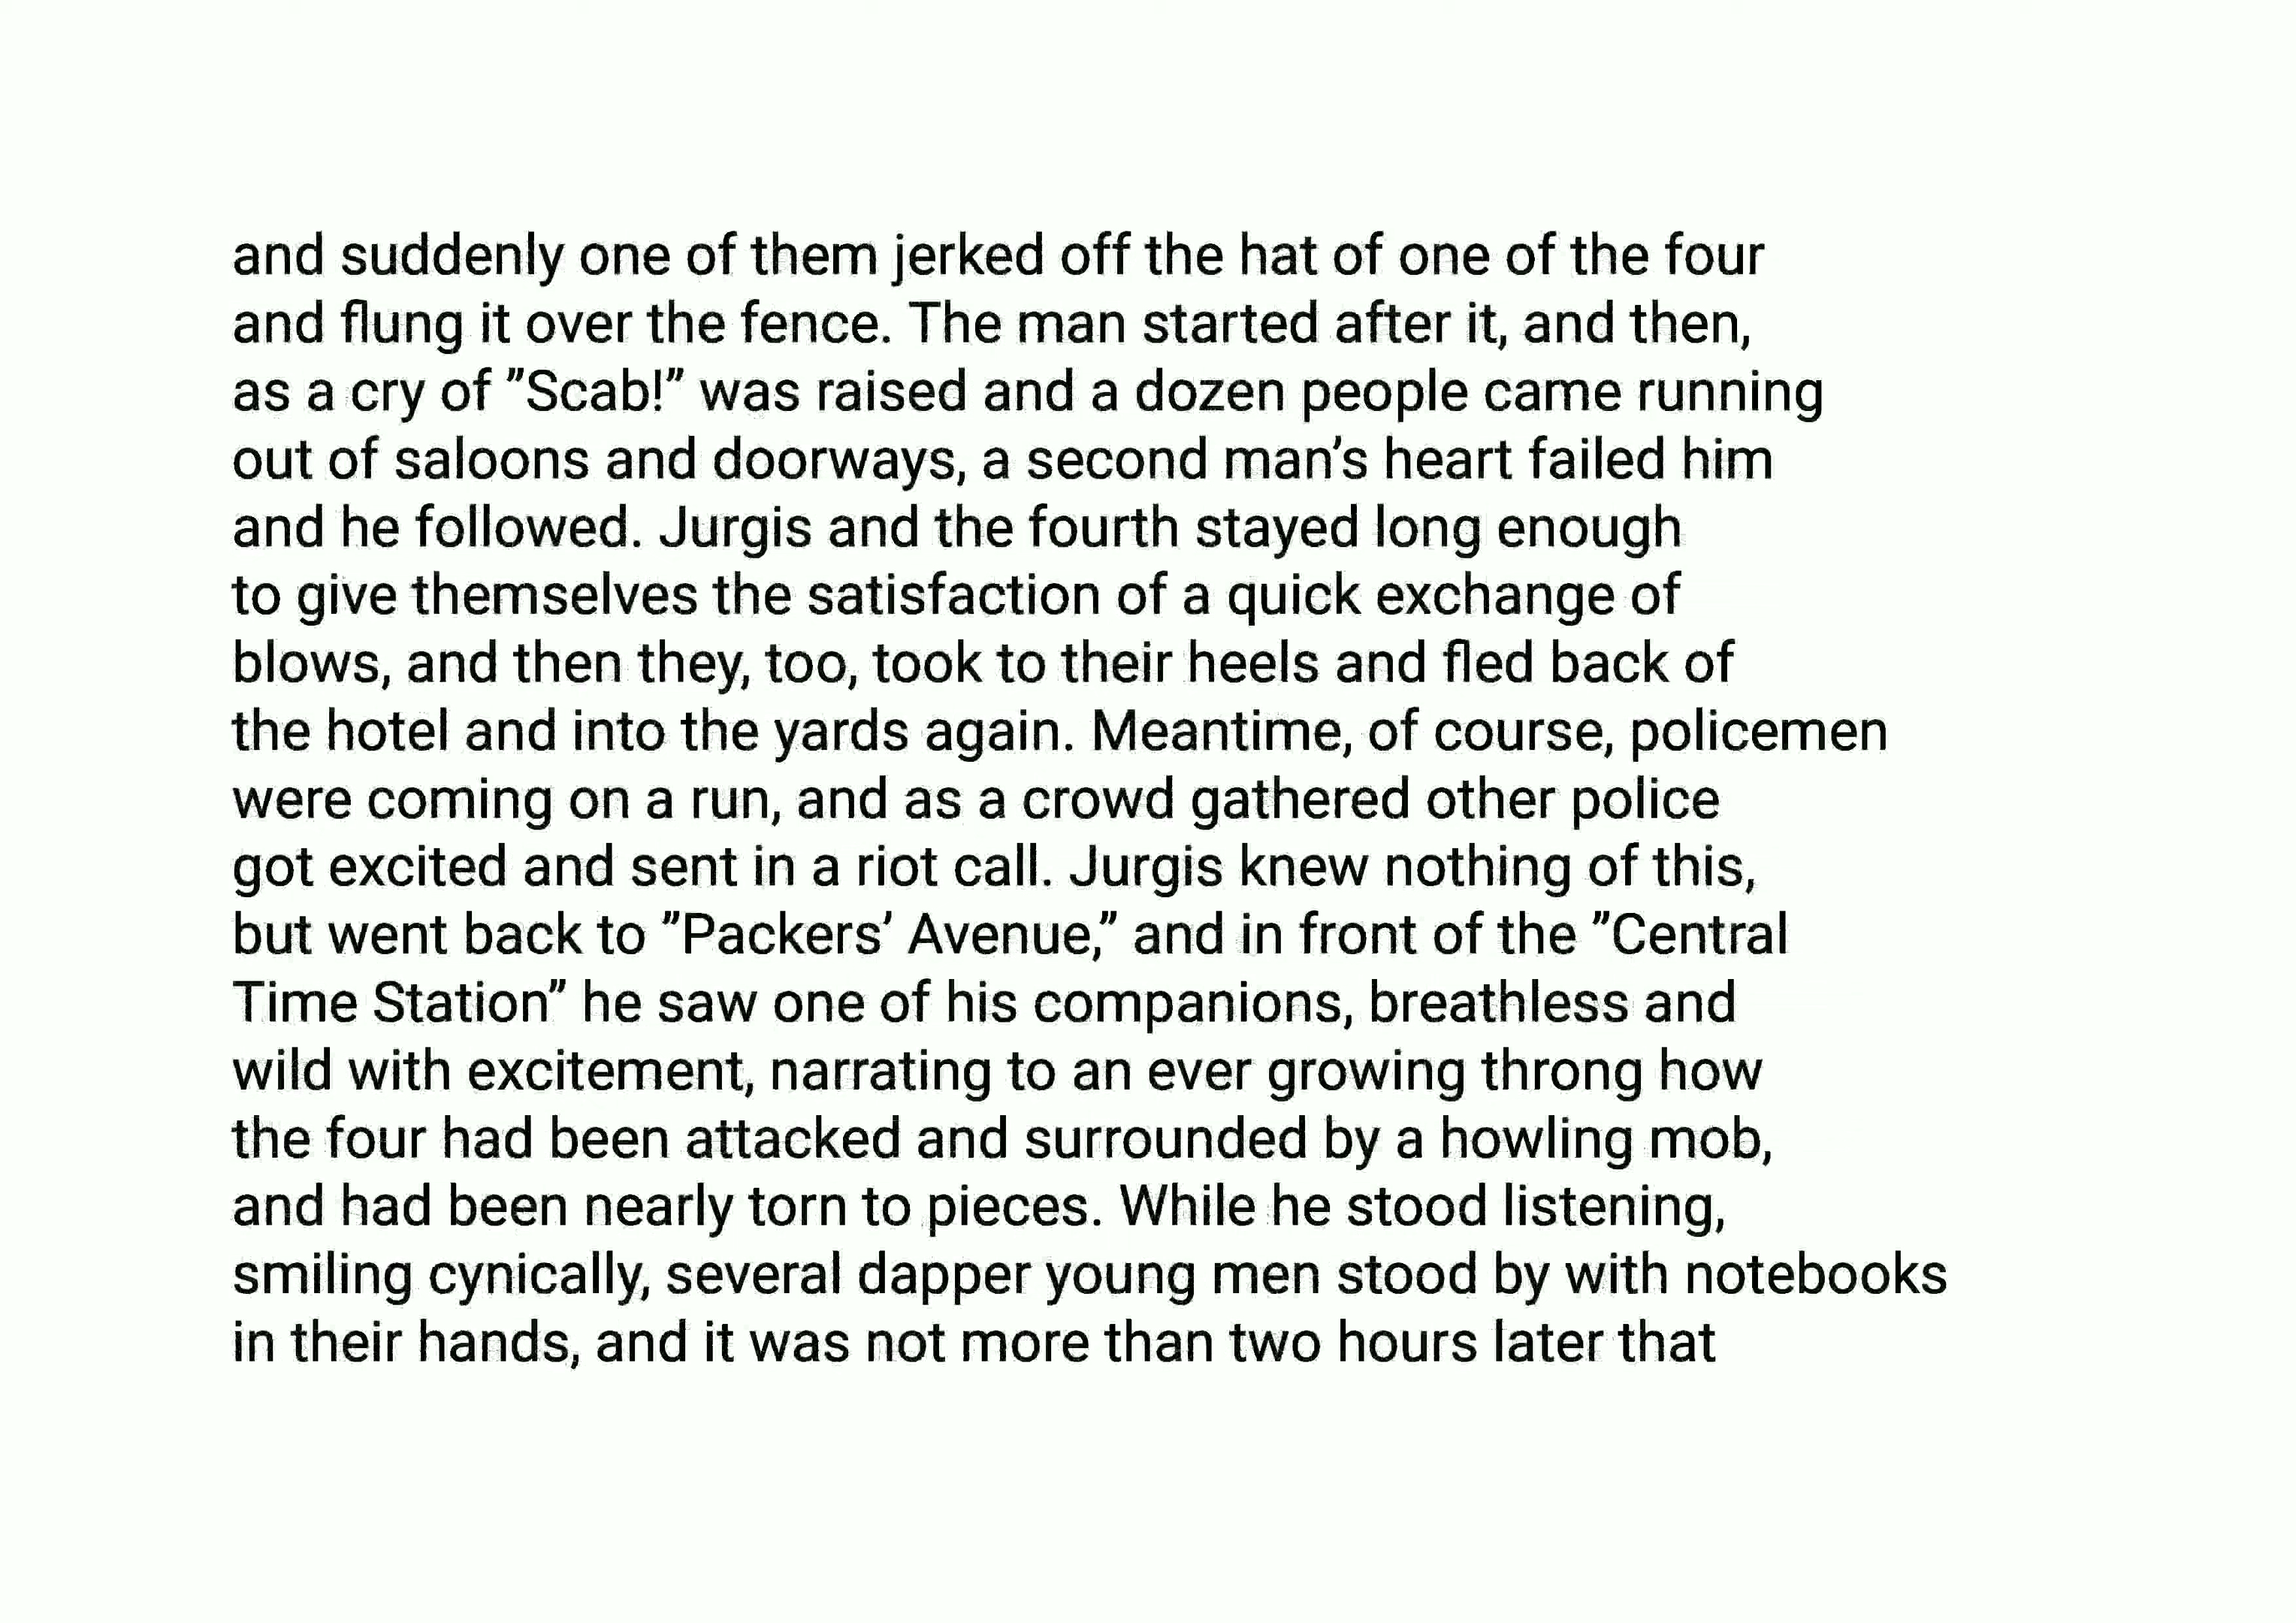 and suddenly one of them jerked off the hat of one of the four
and flung it over the fence. The man started after it, and then,
as a cry of ”Scab!” was raised and a dozen people came running
out of saloons and doorways, a second man’s heart failed him
and he followed. Jurgis and the fourth stayed long enough
to give themselves the satisfaction of a quick exchange of
blows, and then they, too, took to their heels and fled back of
the hotel and into the yards again. Meantime, of course, policemen
were coming on a run, and as a crowd gathered other police
got excited and sent in a riot call. Jurgis knew nothing of this,
but went back to ”Packers’ Avenue,” and in front of the ”Central
Time Station” he saw one of his companions, breathless and
wild with excitement, narrating to an ever growing throng how
the four had been attacked and surrounded by a howling mob,
and had been nearly torn to pieces. While he stood listening,
smiling cynically, several dapper young men stood by with notebooks
in their hands, and it was not more than two hours later that